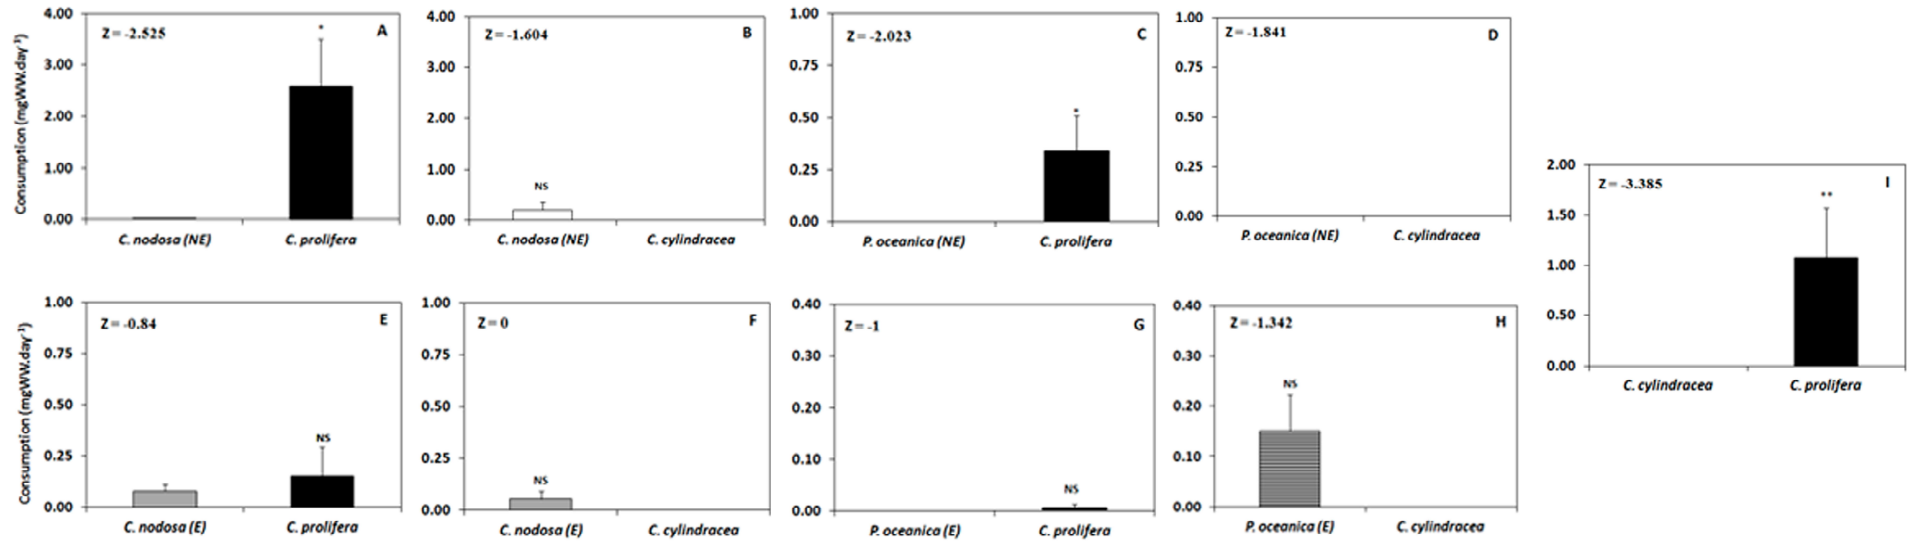 Consumption (mgWW.day⁻¹)
4.00
3.00
2.00
1.00
0.00
Z = -2.525
A
*
C. nodosa (NE)
C. prolifera
4.00
3.00
2.00
1.00
0.00
Z = -1.604
B
NS
C. nodosa (NE)
C. cylindracea
1.00
0.75
0.50
0.25
0.00
Z = -2.023
C
*
P. oceanica (NE)
C. prolifera
1.00
0.75
0.50
0.25
0.00
Z = -1.841
D
P. oceanica (NE)
C. cylindracea
Consumption (mgWW.day⁻¹)
1.00
0.75
0.50
0.25
0.00
Z = -0.84
E
NS
C. nodosa (E)
C. prolifera
1.00
0.75
0.50
0.25
0.00
Z = 0
F
NS
C. nodosa (E)
C. cylindracea
0.40
0.30
0.20
0.10
0.00
Z = -1
G
NS
P. oceanica (E)
C. prolifera
0.40
0.30
0.20
0.10
0.00
Z = -1.342
H
NS
P. oceanica (E)
C. cylindracea
2.00
1.50
1.00
0.50
0.00
Z = -3.385
I
**
C. cylindracea
C. prolifera